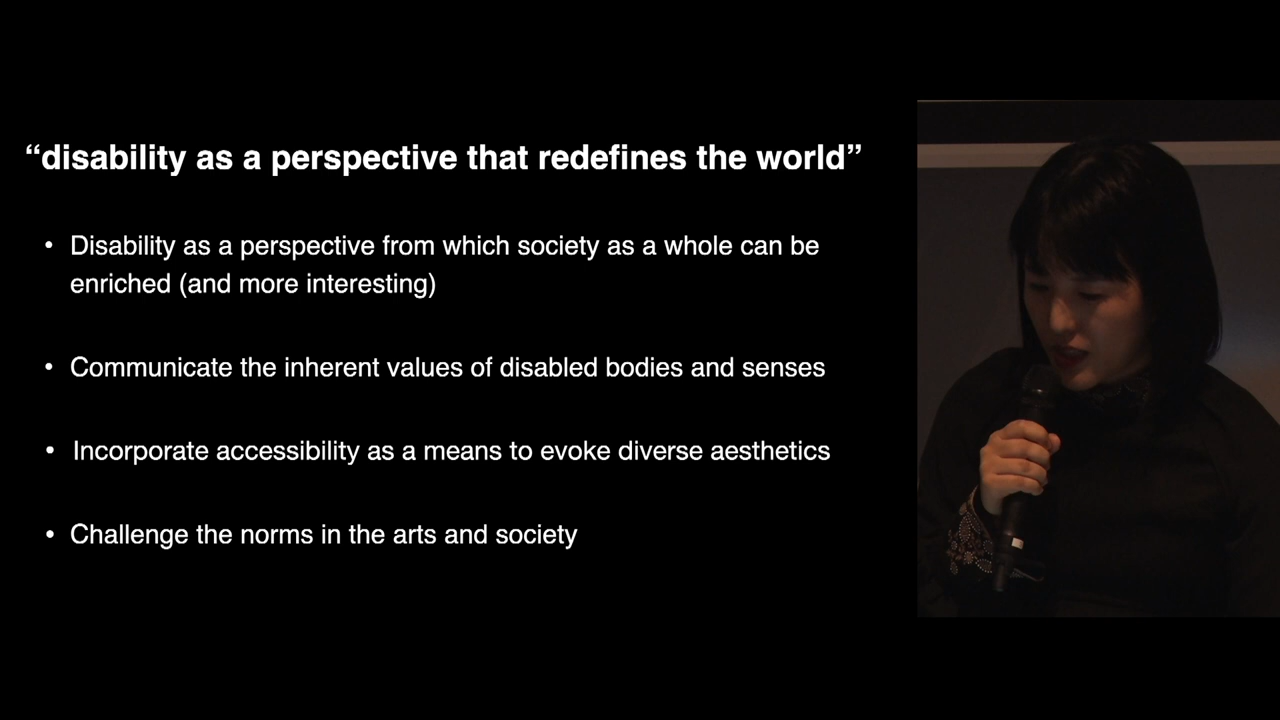 “disability as a perspective that redefines the world”
• Disability as a perspective from which society as a whole can be
enriched (and more interesting)
• Communicate the inherent values of disabled bodies and senses
• Incorporate accessibility as a means to evoke diverse aesthetics
• Challenge the norms in the arts and society